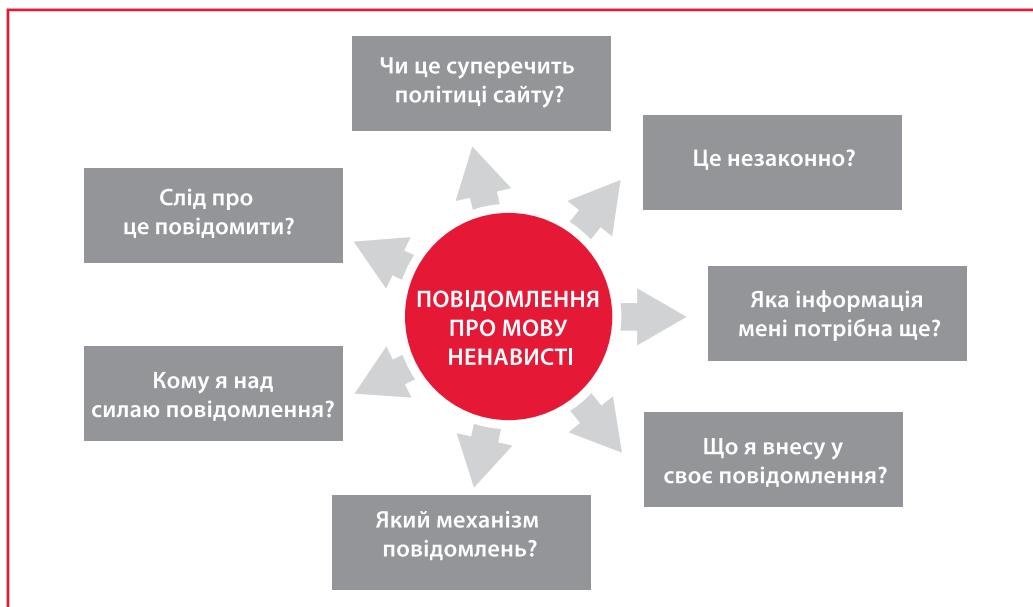 Чи це суперечить
політиці сайту?
Це незаконно?
Слід про
це повідомити?
ПОВІДОМЛЕННЯ
ПРО МОВУ
НЕНАВИСТІ
Яка інформація
мені потрібна ще?
Кому я над
силаю повідомлення?
Що я внесу у
своє повідомлення?
Який механізм
повідомлень?